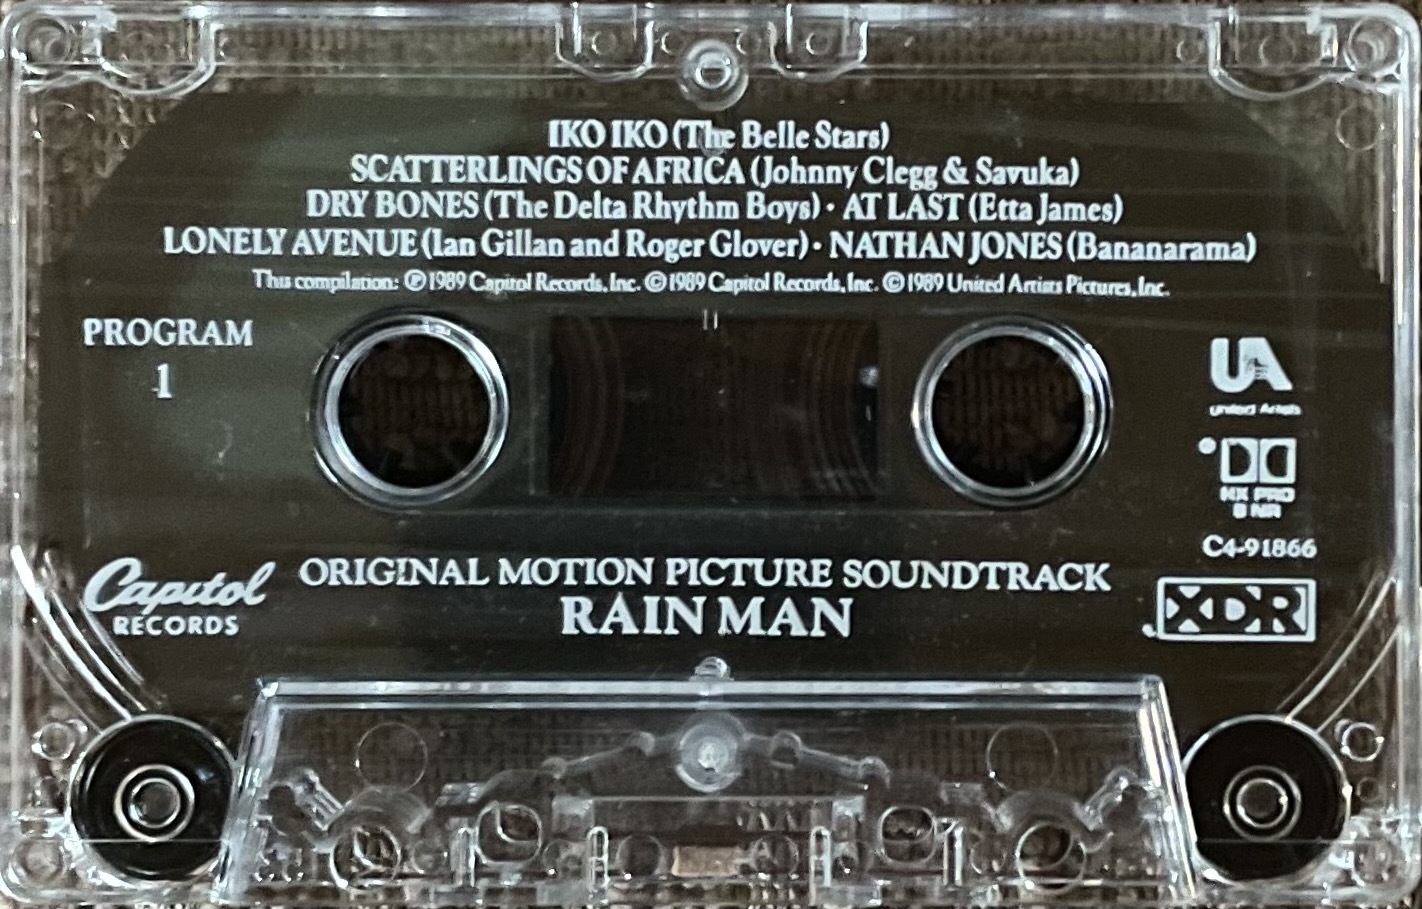 IKO IKO (The Belle Stars)
SCATTERLINGS OF AFRICA (Johnny Clegg & Savuka)
DRY BONES (The Delta Rhythm Boys) • AT LAST (Etta James)
LONELY AVENUE (Ian Gillan and Roger Glover) • NATHAN JONES (Bananarama)
This compilation: ℗1989 Capitol Records, Inc. ©1989 Capitol Records, Inc. ©1989 United Artists Pictures, Inc.
PROGRAM
1
UA
United Artists
HX PRO
B NR
C4-91866
Capitol
RECORDS
ORIGINAL MOTION PICTURE SOUNDTRACK
RAIN MAN
XDR